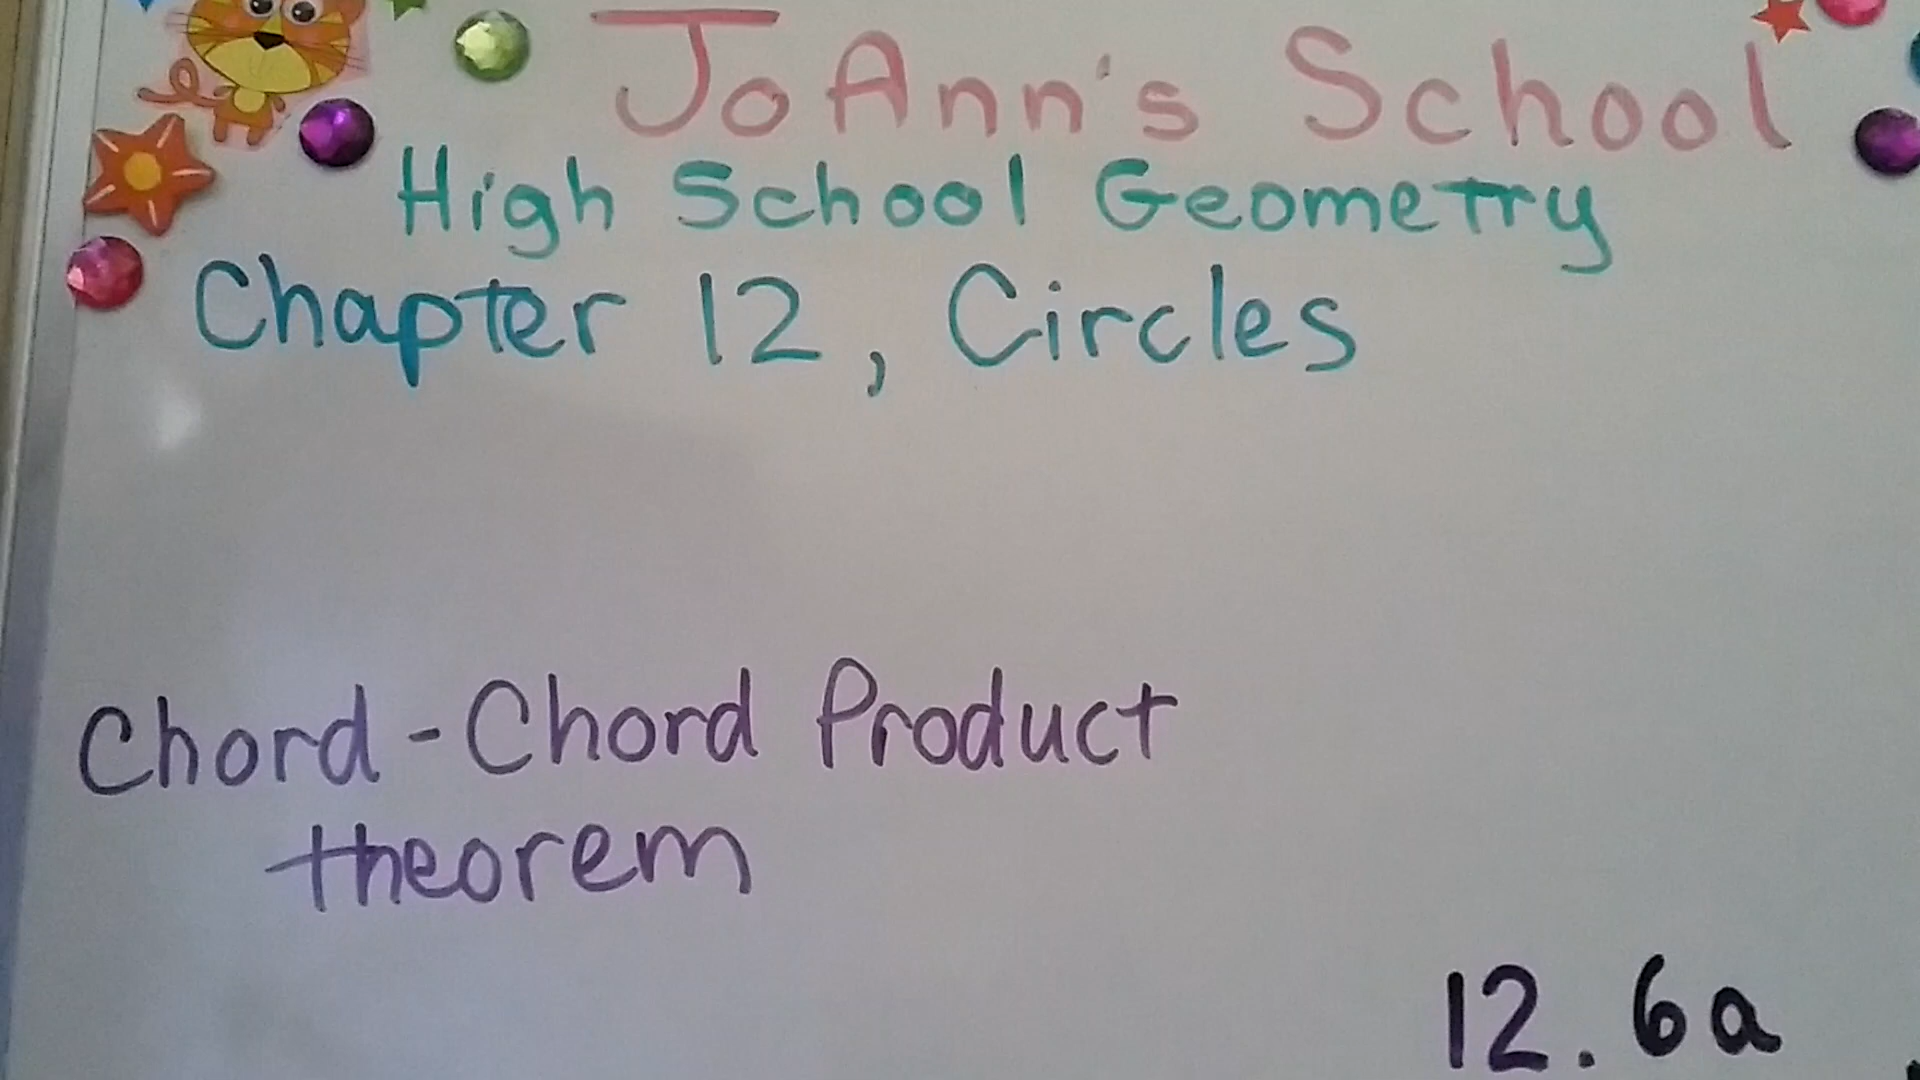 JoAnn's School
High School Geometry
Chapter 12, Circles
Chord-Chord Product
theorem
12.6a